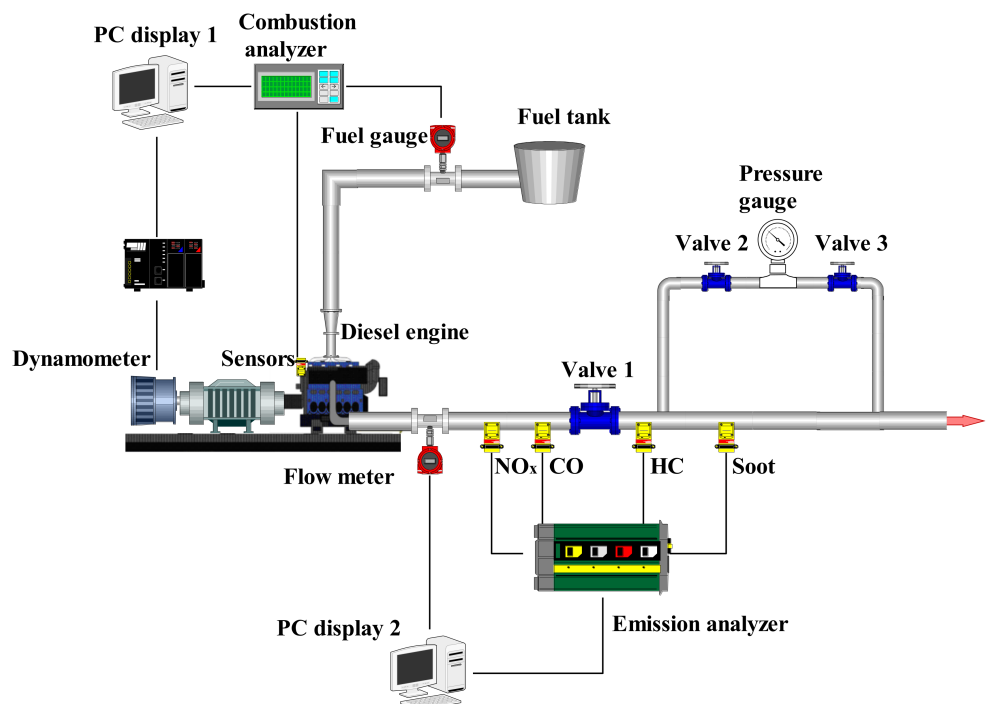 PC display 1
Combustion
analyzer
Fuel gauge
Fuel tank
Pressure
gauge
Valve 2
Valve 3
Diesel engine
Dynamometer
Sensors
Valve 1
Flow meter
NOx
CO
HC
Soot
PC display 2
Emission analyzer